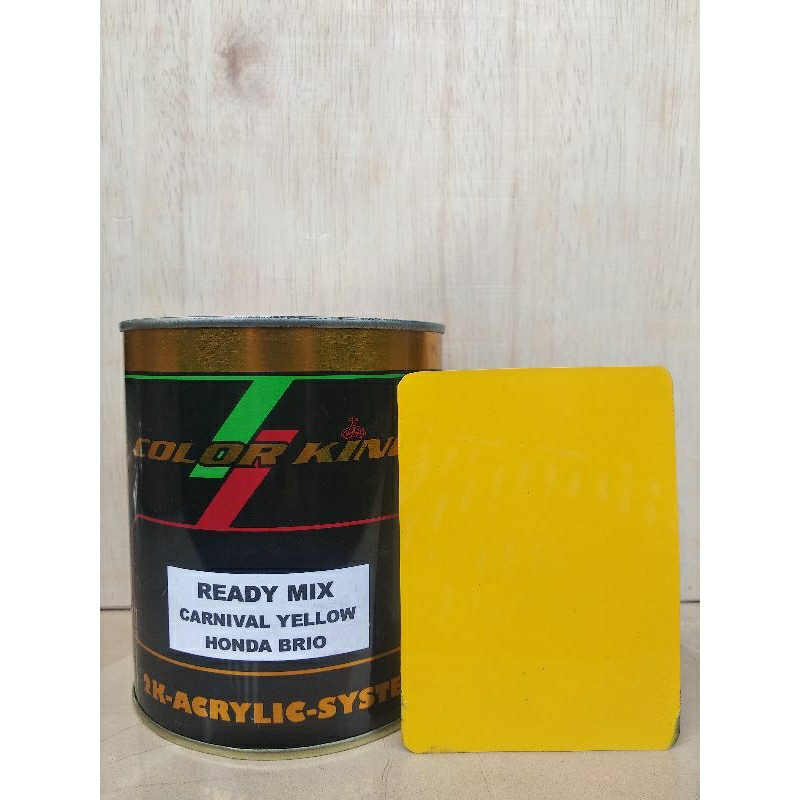 COLOR KIN
READY MIX
CARNIVAL YELLOW
HONDA BRIO
2K-ACRYLIC-SYSTE